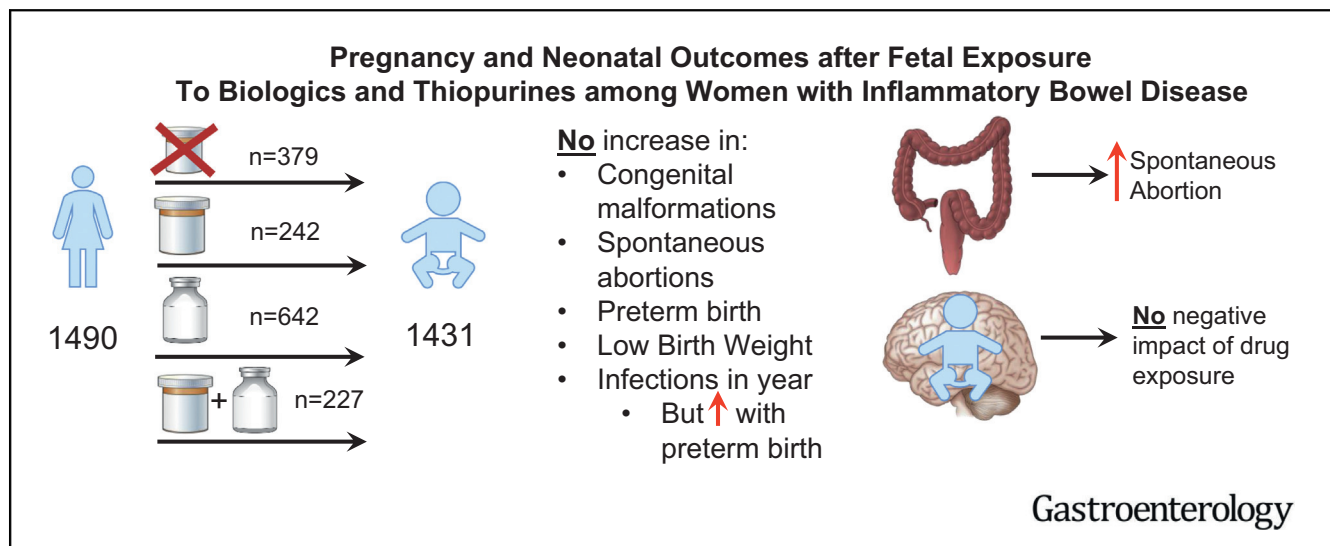 Pregnancy and Neonatal Outcomes after Fetal Exposure
To Biologics and Thiopurines among Women with Inflammatory Bowel Disease
1490
n=379
n=242
n=642
+
n=227
1431
No increase in:
• Congenital
malformations
• Spontaneous
abortions
• Preterm birth
• Low Birth Weight
• Infections in year
• But ↑ with
preterm birth
↑ Spontaneous
Abortion
No negative
impact of drug
exposure
Gastroenterology